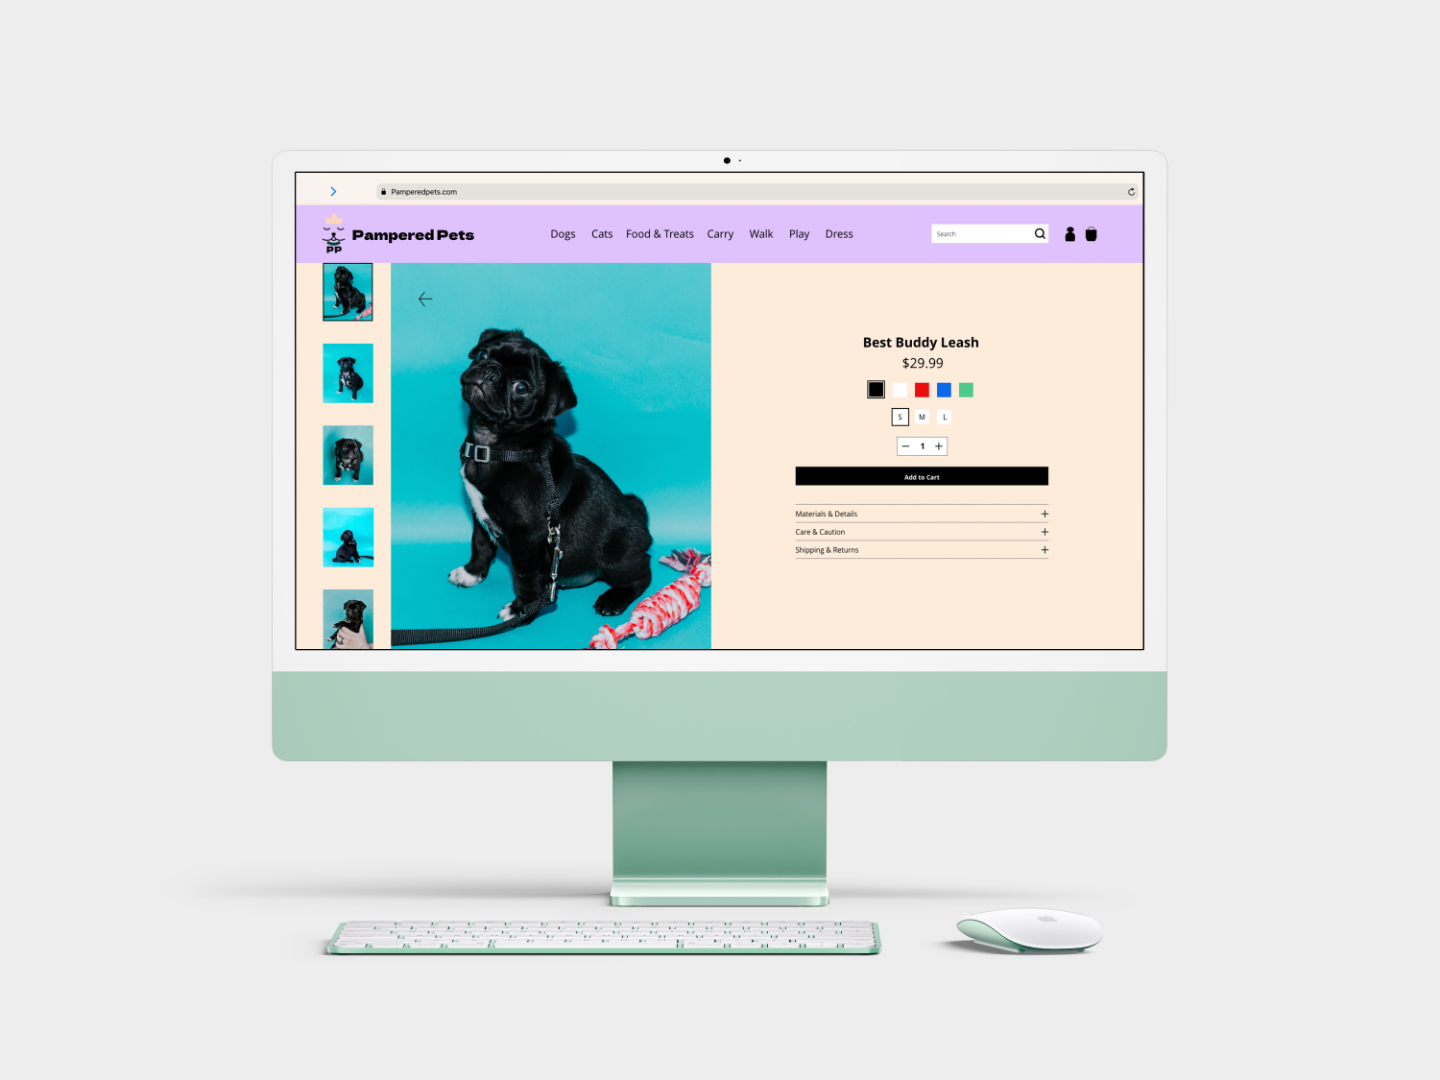 Pamperedpets.com
PP
Pampered Pets
Dogs Cats Food & Treats Carry Walk Play Dress
Search
Best Buddy Leash
$29.99
S M L
− 1 +
Add to Cart
Materials & Details +
Care & Caution +
Shipping & Returns +